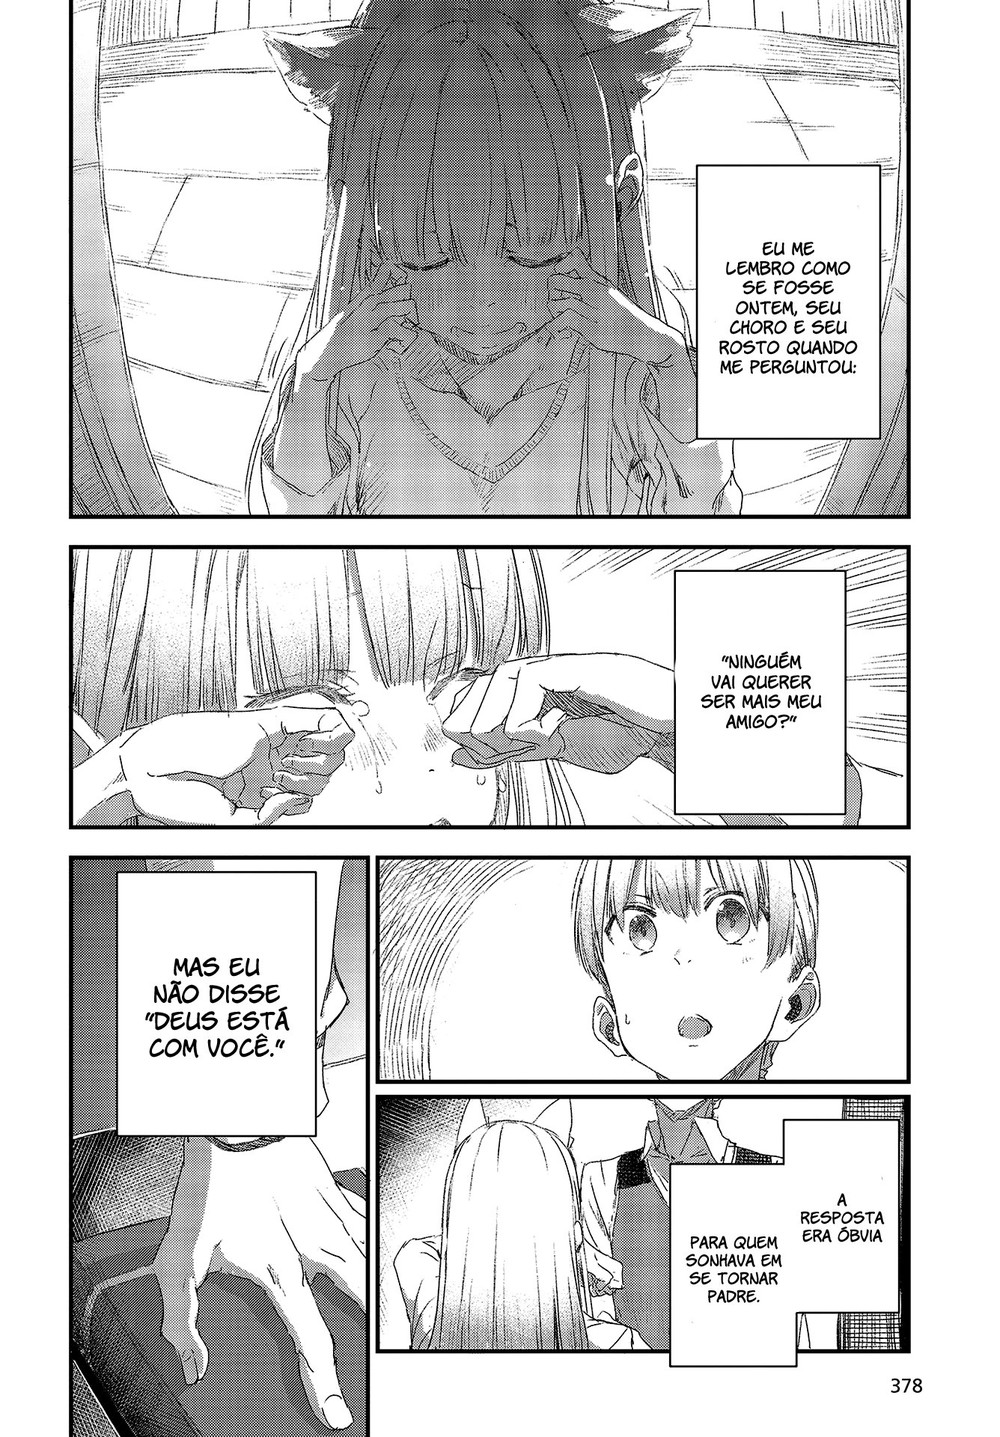 EU ME
LEMBRO COMO
SE FOSSE
ONTEM, SEU
CHORO E SEU
ROSTO QUANDO
ME PERGUNTOU:
"NINGUÉM
VAI QUERER
SER MAIS MEU
AMIGO?"
A
RESPOSTA
ERA ÓBVIA
PARA QUEM
SONHAVA EM
SE TORNAR
PADRE.
MAS EU
NÃO DISSE
"DEUS ESTÁ
COM VOCÊ."
378